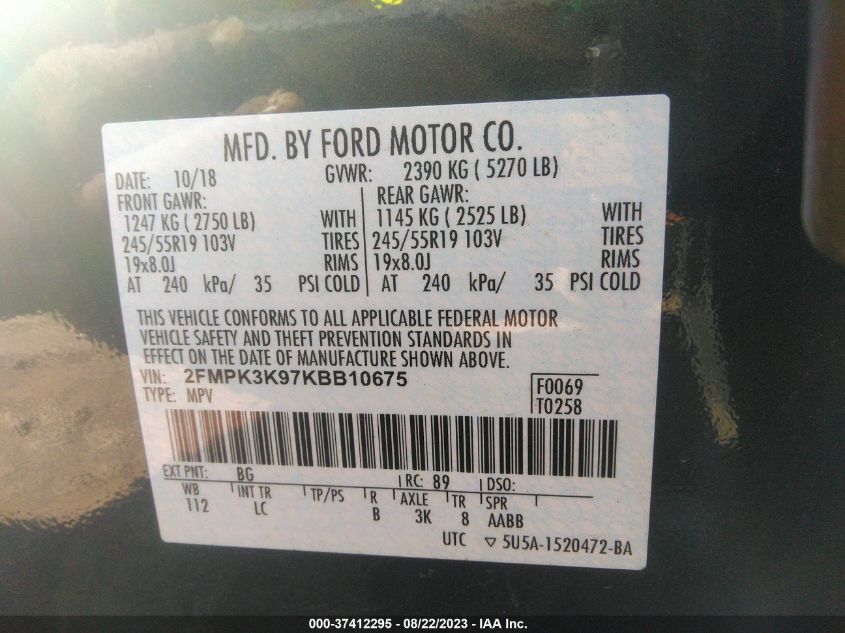 MFD. BY FORD MOTOR CO.
DATE: 10/18 GVWR: 2390 KG ( 5270 LB)
FRONT GAWR: REAR GAWR:
1247 KG ( 2750 LB) WITH 1145 KG ( 2525 LB) WITH
245/55R19 103V TIRES 245/55R19 103V TIRES
19x8.0J RIMS 19x8.0J RIMS
AT 240 kPa/ 35 PSI COLD AT 240 kPa/ 35 PSI COLD
THIS VEHICLE CONFORMS TO ALL APPLICABLE FEDERAL MOTOR
VEHICLE SAFETY AND THEFT PREVENTION STANDARDS IN
EFFECT ON THE DATE OF MANUFACTURE SHOWN ABOVE.
VIN: 2FMPK3K97KBB10675 F0069
TYPE: MPV T0258
EXT PNT: BG RC: 89 DSO:
WB INT TR TP/PS R AXLE TR SPR
112 LC B 3K 8 AABB
UTC ▽ 5U5A-1520472-BA
000-37412295 - 08/22/2023 - IAA Inc.